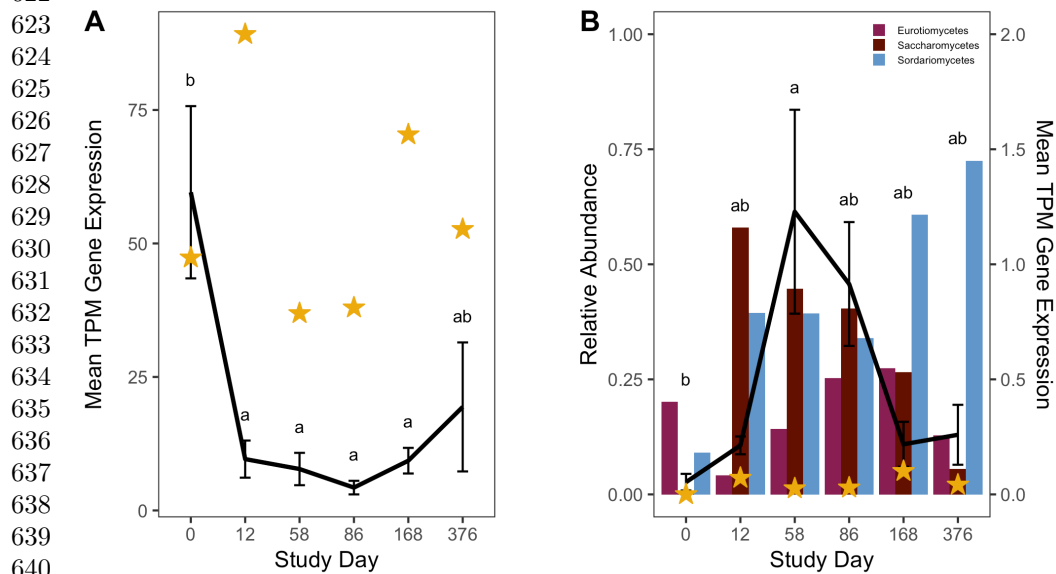 623
624
625
626
627
628
629
630
631
632
633
634
635
636
637
638
639
640
A
Mean TPM Gene Expression
75
50
25
0
b
a
a
a
a
ab
0 12 58 86 168 376
Study Day
B
Relative Abundance
1.00
0.75
0.50
0.25
0.00
Eurotiomycetes
Saccharomycetes
Sordariomycetes
b
ab
a
ab
ab
ab
0 12 58 86 168 376
Study Day
2.0
1.5
1.0
0.5
0.0
Mean TPM Gene Expression